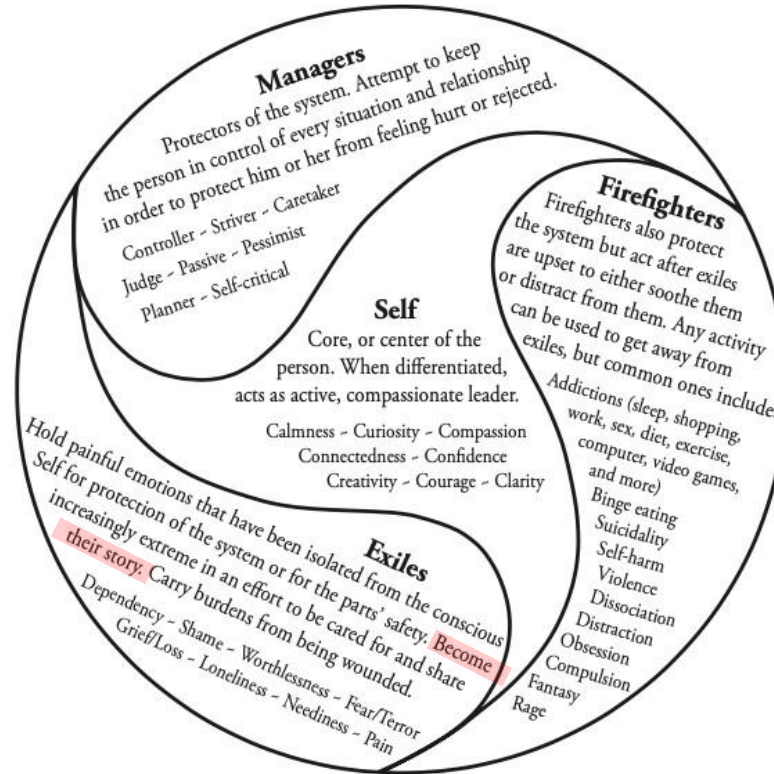 Managers
Protectors of the system. Attempt to keep
the person in control of every situation and relationship
in order to protect him or her from feeling hurt or rejected.
Controller ~ Striver ~ Caretaker
Judge ~ Passive ~ Pessimist
Planner ~ Self-critical
Firefighters
Firefighters also protect
the system but act after exiles
are upset to either soothe them
or distract from them. Any activity
can be used to get away from
exiles, but common ones include:
Addictions (sleep, shopping,
work, sex, diet, exercise,
computer, video games,
and more)
Binge eating
Suicidality
Self-harm
Violence
Dissociation
Distraction
Obsession
Compulsion
Fantasy
Rage
Self
Core, or center of the
person. When differentiated,
acts as active, compassionate leader.
Calmness ~ Curiosity ~ Compassion
Connectedness ~ Confidence
Creativity ~ Courage ~ Clarity
Exiles
Hold painful emotions that have been isolated from the conscious
Self for protection of the system or for the parts' safety. Become
increasingly extreme in an effort to be cared for and share
their story. Carry burdens from being wounded.
Dependency ~ Shame ~ Worthlessness ~ Fear/Terror
Grief/Loss ~ Loneliness ~ Neediness ~ Pain